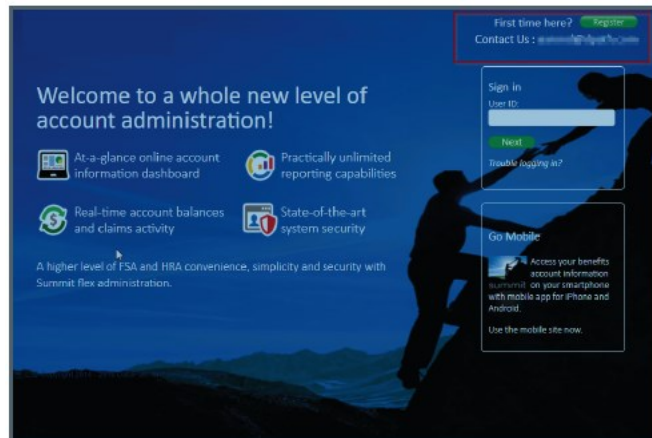 First time here? Register
Contact Us :
Welcome to a whole new level of
account administration!
At-a-glance online account
information dashboard
Practically unlimited
reporting capabilities
Real-time account balances
and claims activity
State-of-the-art
system security
A higher level of FSA and HRA convenience, simplicity and security with
Summit flex administration.
Sign in
User ID:
Next
Trouble logging in?
Go Mobile
Access your benefits
account information
summit on your smartphone
with mobile app for iPhone and
Android.
Use the mobile site now.